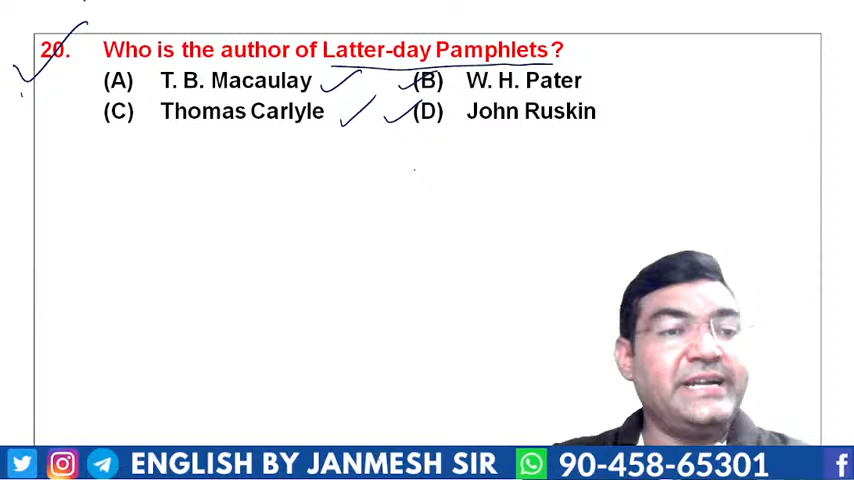 20. Who is the author of Latter-day Pamphlets?
(A) T. B. Macaulay (B) W. H. Pater
(C) Thomas Carlyle (D) John Ruskin
ENGLISH BY JANMESH SIR 90-458-65301